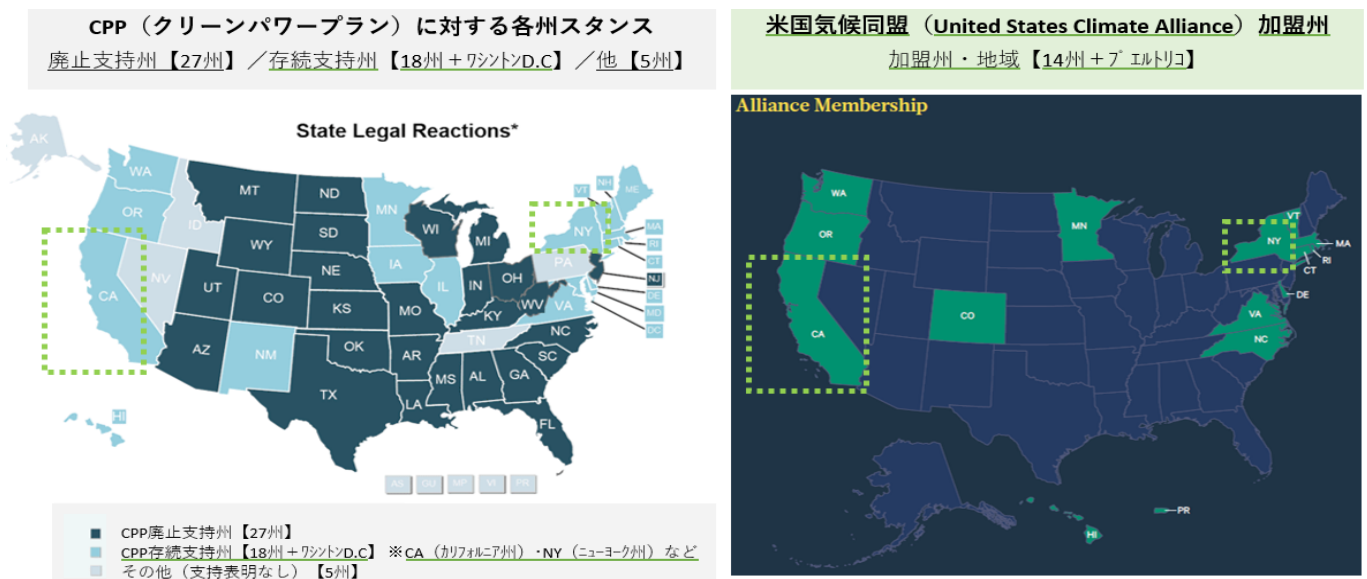 CPP（クリーンパワープラン）に対する各州スタンス
廃止支持州【27州】／存続支持州【18州＋ﾜｼﾝﾄﾝD.C】／他【5州】
State Legal Reactions*
AK
WA
MT
ND
MN
VT
NH
ME
OR
ID
SD
WI
MI
NY
MA
RI
CT
WY
NE
IA
PA
NJ
NV
UT
CO
IL
IN
OH
WV
VA
DE
MD
DC
CA
KS
MO
KY
NC
AZ
NM
OK
AR
TN
SC
TX
LA
MS
AL
GA
FL
HI
AS
GU
MP
VI
PR
CPP廃止支持州【27州】
CPP存続支持州【18州＋ﾜｼﾝﾄﾝD.C】 ※CA（ｶﾘﾌｫﾙﾆｱ州）･NY（ﾆｭｰﾖｰｸ州）など
その他（支持表明なし）【5州】
米国気候同盟（United States Climate Alliance）加盟州
加盟州・地域【14州＋ﾌﾟｴﾙﾄﾘｺ】
Alliance Membership
WA
OR
MN
VT
NY
MA
RI
CT
DE
CA
CO
VA
NC
HI
PR